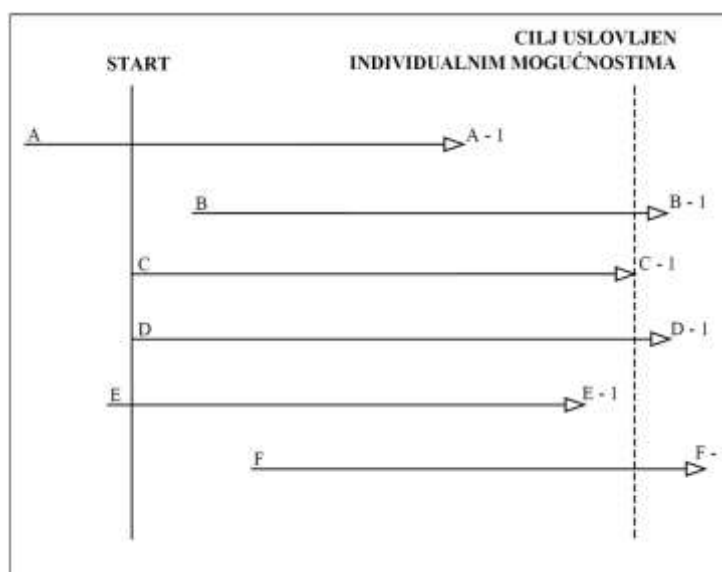 CILJ USLOVLJEN
START INDIVIDUALNIM MOGUĆNOSTIMA
A A - 1
B B - 1
C C - 1
D D - 1
E E - 1
F F -